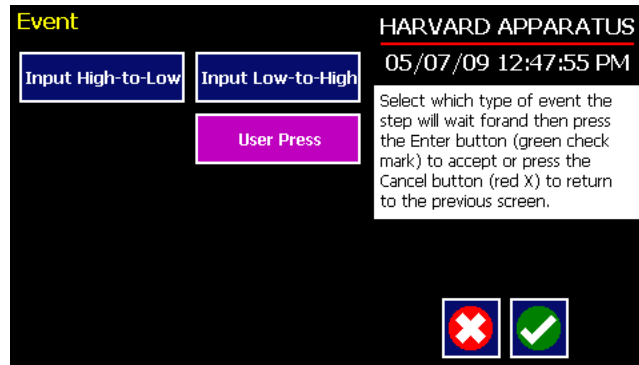 Event
Input High-to-Low
Input Low-to-High
User Press
HARVARD APPARATUS
05/07/09 12:47:55 PM
Select which type of event the
step will wait forand then press
the Enter button (green check
mark) to accept or press the
Cancel button (red X) to return
to the previous screen.